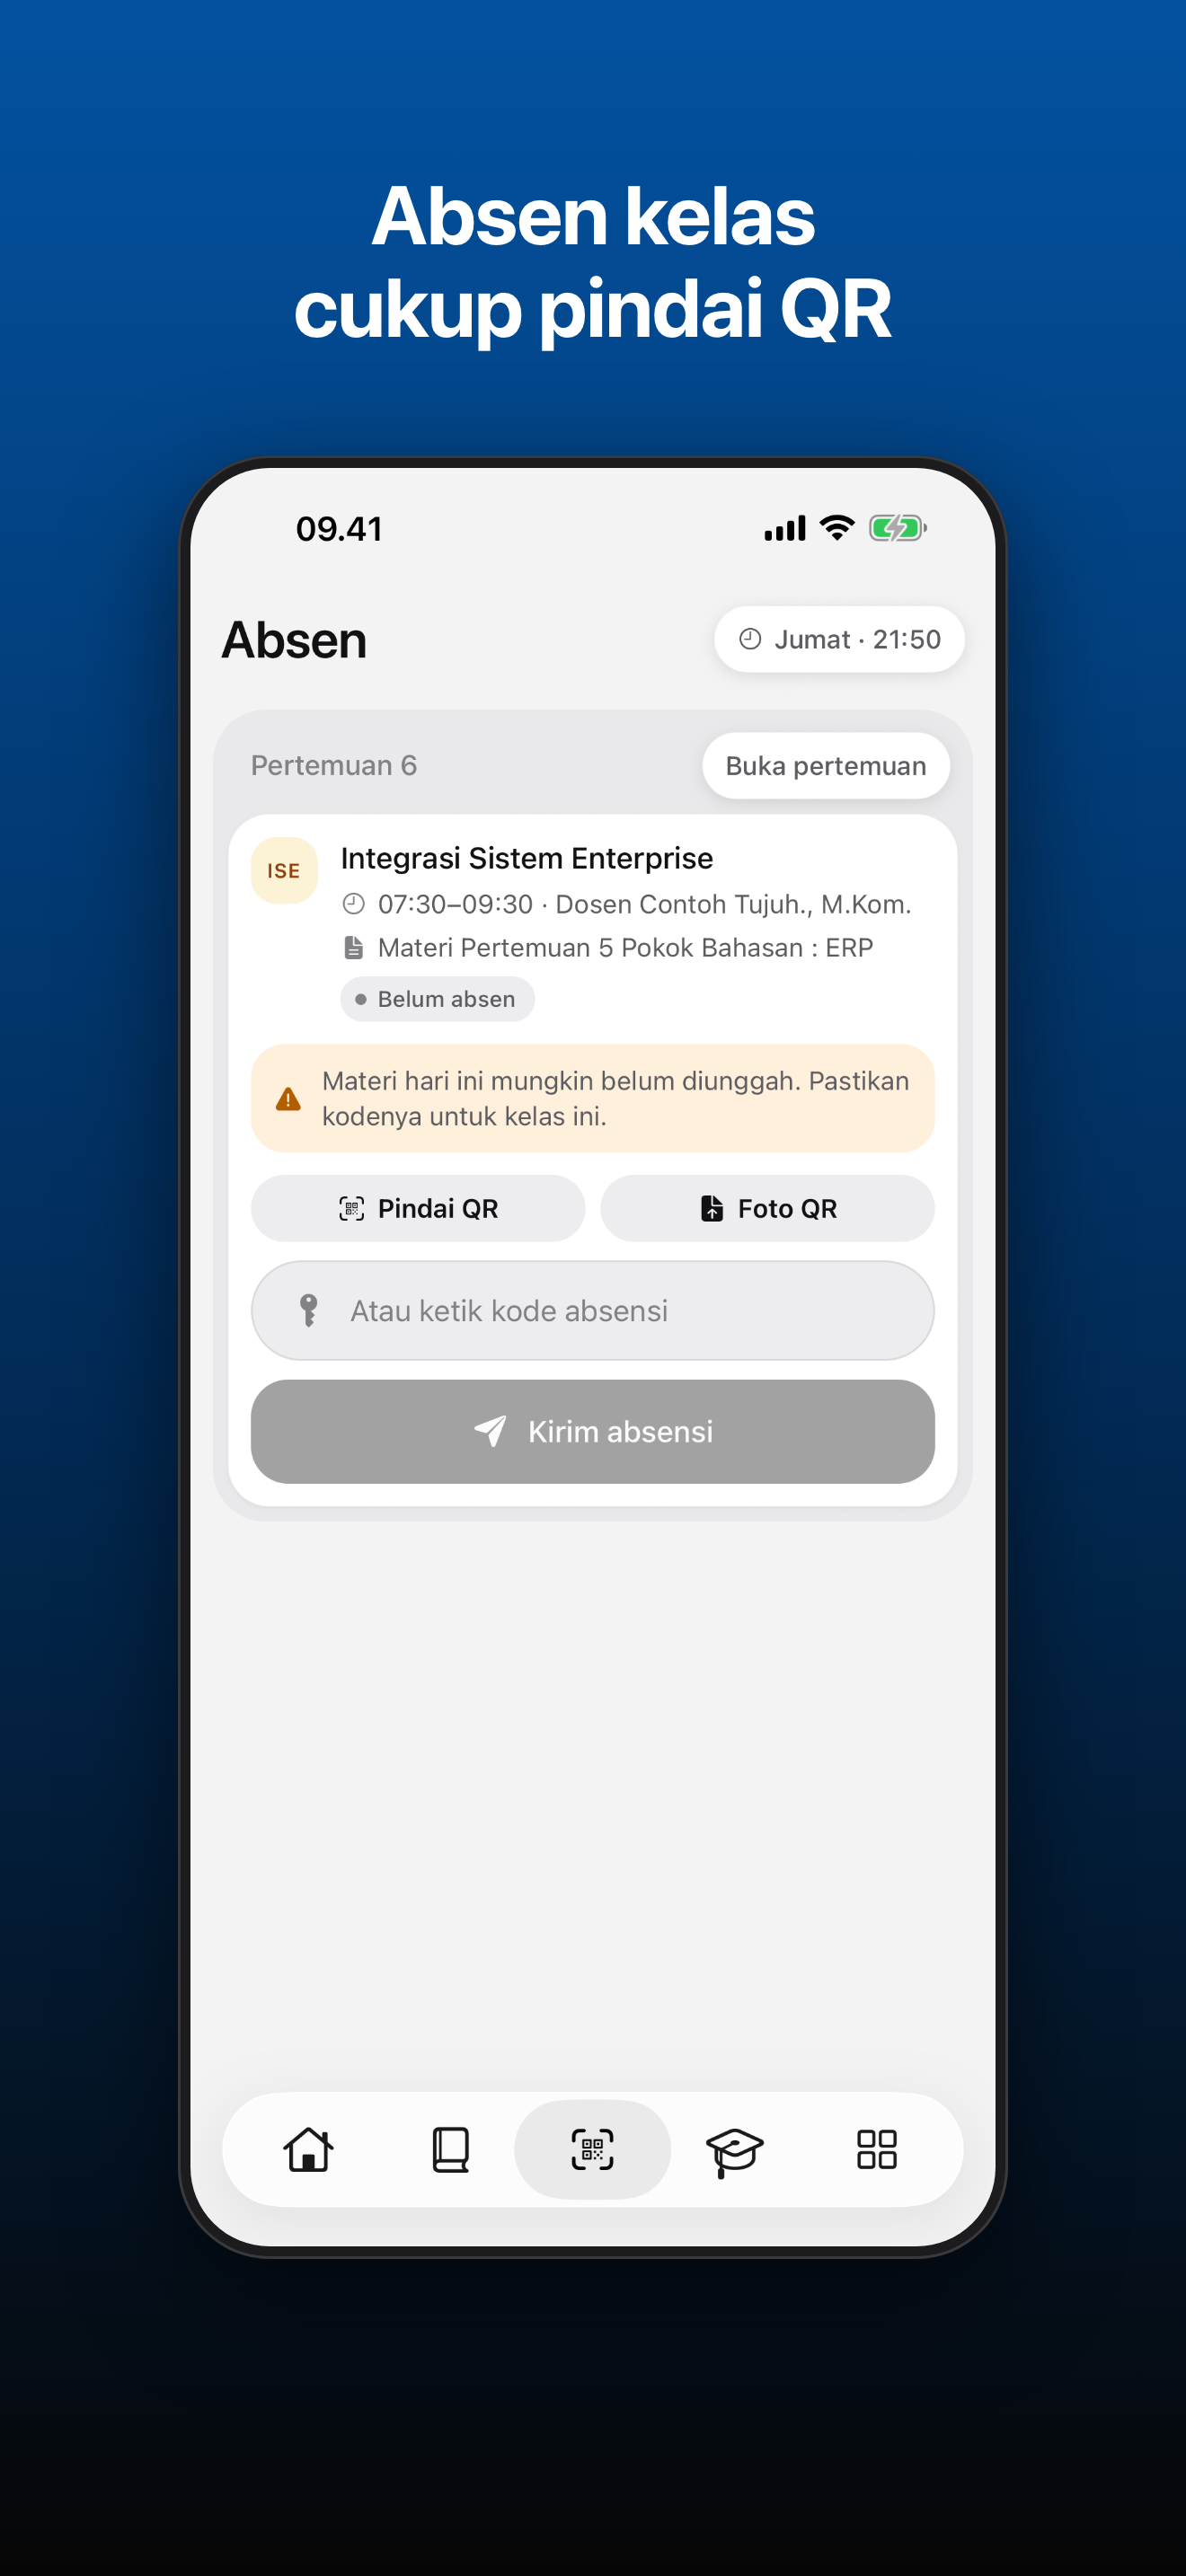 Absen kelas
cukup pindai QR
09.41
Absen
Jumat · 21:50
Pertemuan 6
Buka pertemuan
ISE
Integrasi Sistem Enterprise
07:30–09:30 · Dosen Contoh Tujuh., M.Kom.
Materi Pertemuan 5 Pokok Bahasan : ERP
Belum absen
Materi hari ini mungkin belum diunggah. Pastikan
kodenya untuk kelas ini.
Pindai QR
Foto QR
Atau ketik kode absensi
Kirim absensi